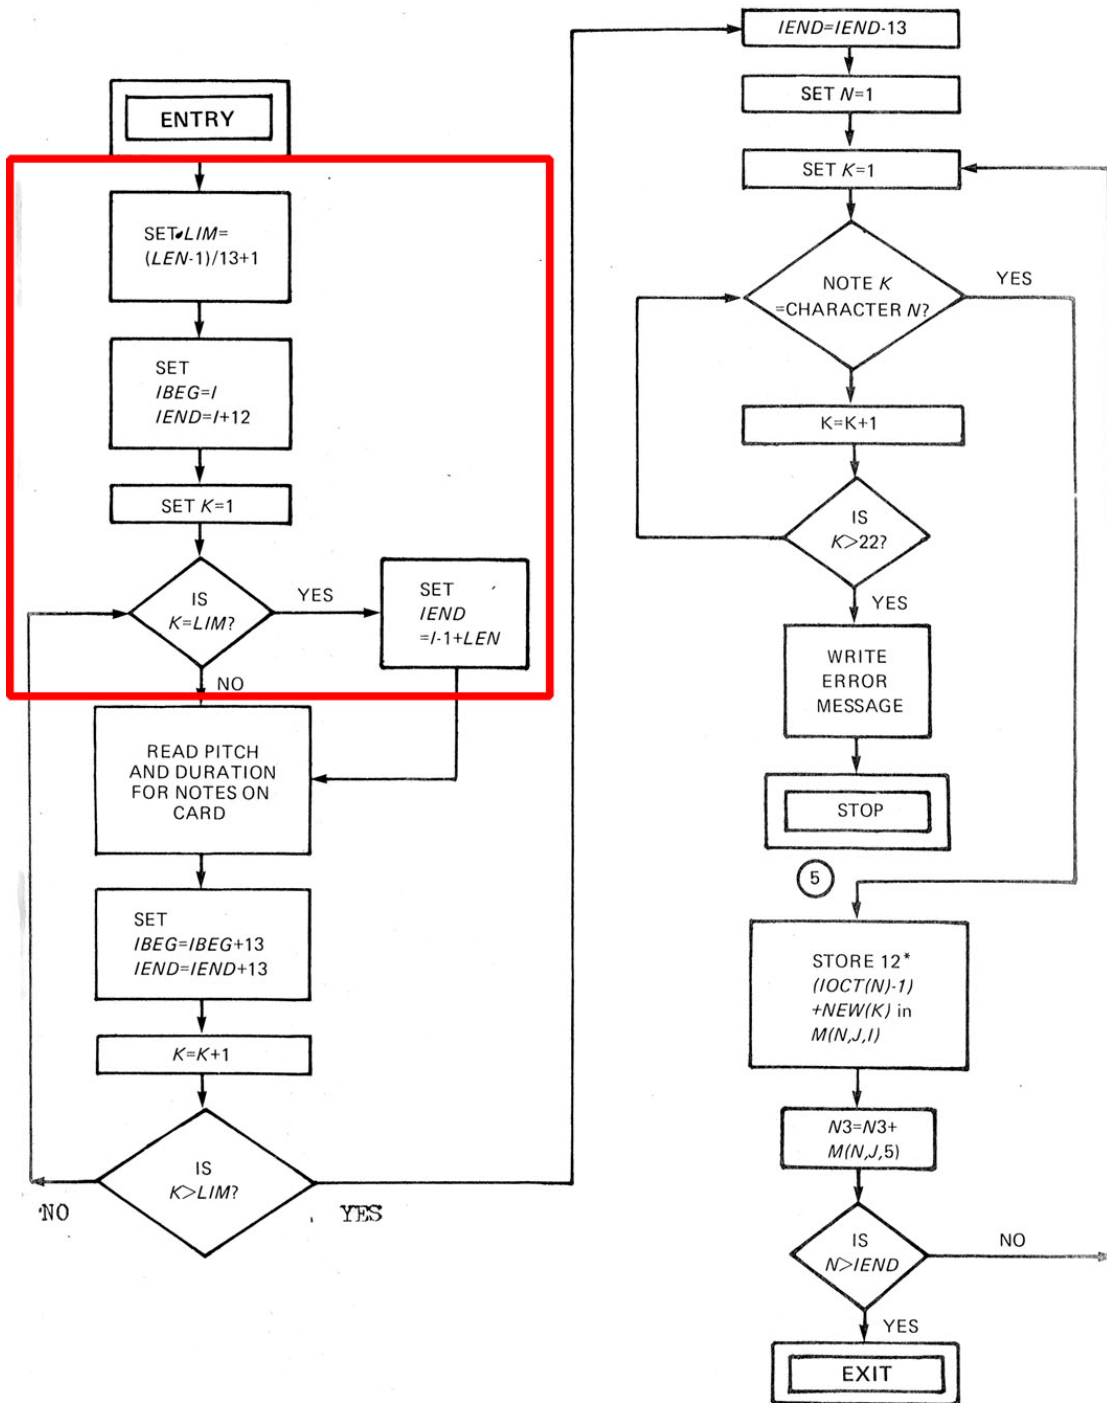 ENTRY
SET LIM=
(LEN-1)/13+1
SET
IBEG=I
IEND=I+12
SET K=1
IS
K=LIM?
YES
SET
IEND
=I-1+LEN
NO
READ PITCH
AND DURATION
FOR NOTES ON
CARD
SET
IBEG=IBEG+13
IEND=IEND+13
K=K+1
IS
K>LIM?
NO
YES
IEND=IEND-13
SET N=1
SET K=1
NOTE K
=CHARACTER N?
YES
K=K+1
IS
K>22?
YES
WRITE
ERROR
MESSAGE
STOP
5
STORE 12*
(IOCT(N)-1)
+NEW(K) in
M(N,J,I)
N3=N3+
M(N,J,5)
IS
N>IEND
NO
YES
EXIT